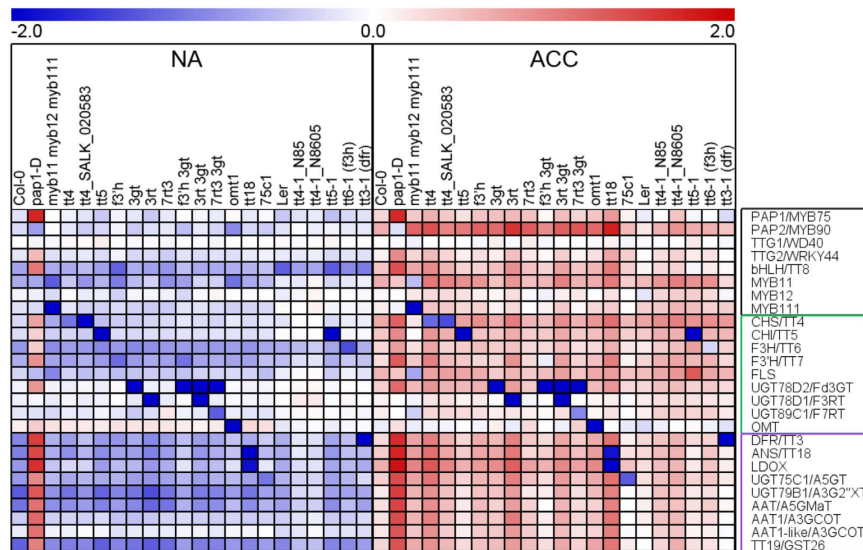 -2.0 0.0 2.0
NA ACC
Col-0
pap1-D
myb11 myb12 myb111
tt4
tt4_SALK_020583
tt5
f3'h
3gt
3rt
7rt3
f3'h 3gt
3rt 3gt
7rt3 3gt
omt1
tt18
75c1
Ler
tt4-1_N85
tt4-1_N8605
tt5-1
tt6-1 (f3h)
tt3-1 (dfr)
Col-0
pap1-D
myb11 myb12 myb111
tt4
tt4_SALK_020583
tt5
f3'h
3gt
3rt
7rt3
f3'h 3gt
3rt 3gt
7rt3 3gt
omt1
tt18
75c1
Ler
tt4-1_N85
tt4-1_N8605
tt5-1
tt6-1 (f3h)
tt3-1 (dfr)
PAP1/MYB75
PAP2/MYB90
TTG1/WD40
TTG2/WRKY44
bHLH/TT8
MYB11
MYB12
MYB111
CHS/TT4
CHI/TT5
F3H/TT6
F3'H/TT7
FLS
UGT78D2/Fd3GT
UGT78D1/F3RT
UGT89C1/F7RT
OMT
DFR/TT3
ANS/TT18
LDOX
UGT75C1/A5GT
UGT79B1/A3G2"XT
AAT/A5GMaT
AAT1/A3GCOT
AAT1-like/A3GCOT
TT19/GST26